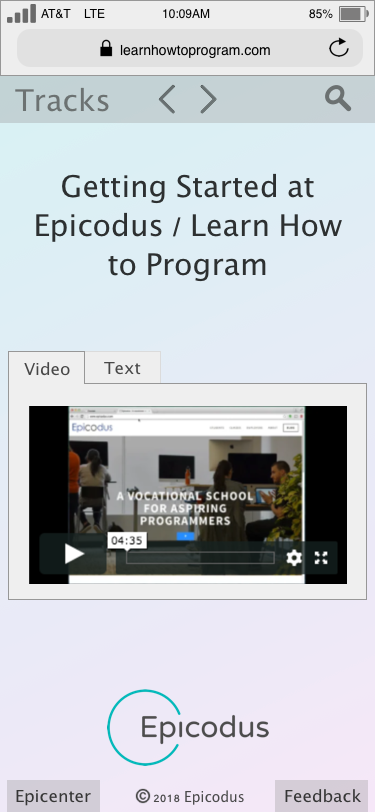 AT&T LTE 10:09AM 85%
learnhowtoprogram.com
Tracks
Getting Started at
Epicodus / Learn How
to Program
Video Text
Epicodus
A VOCATIONAL SCHOOL
FOR ASPIRING
PROGRAMMERS
04:35
Epicodus
Epicenter © 2018 Epicodus Feedback